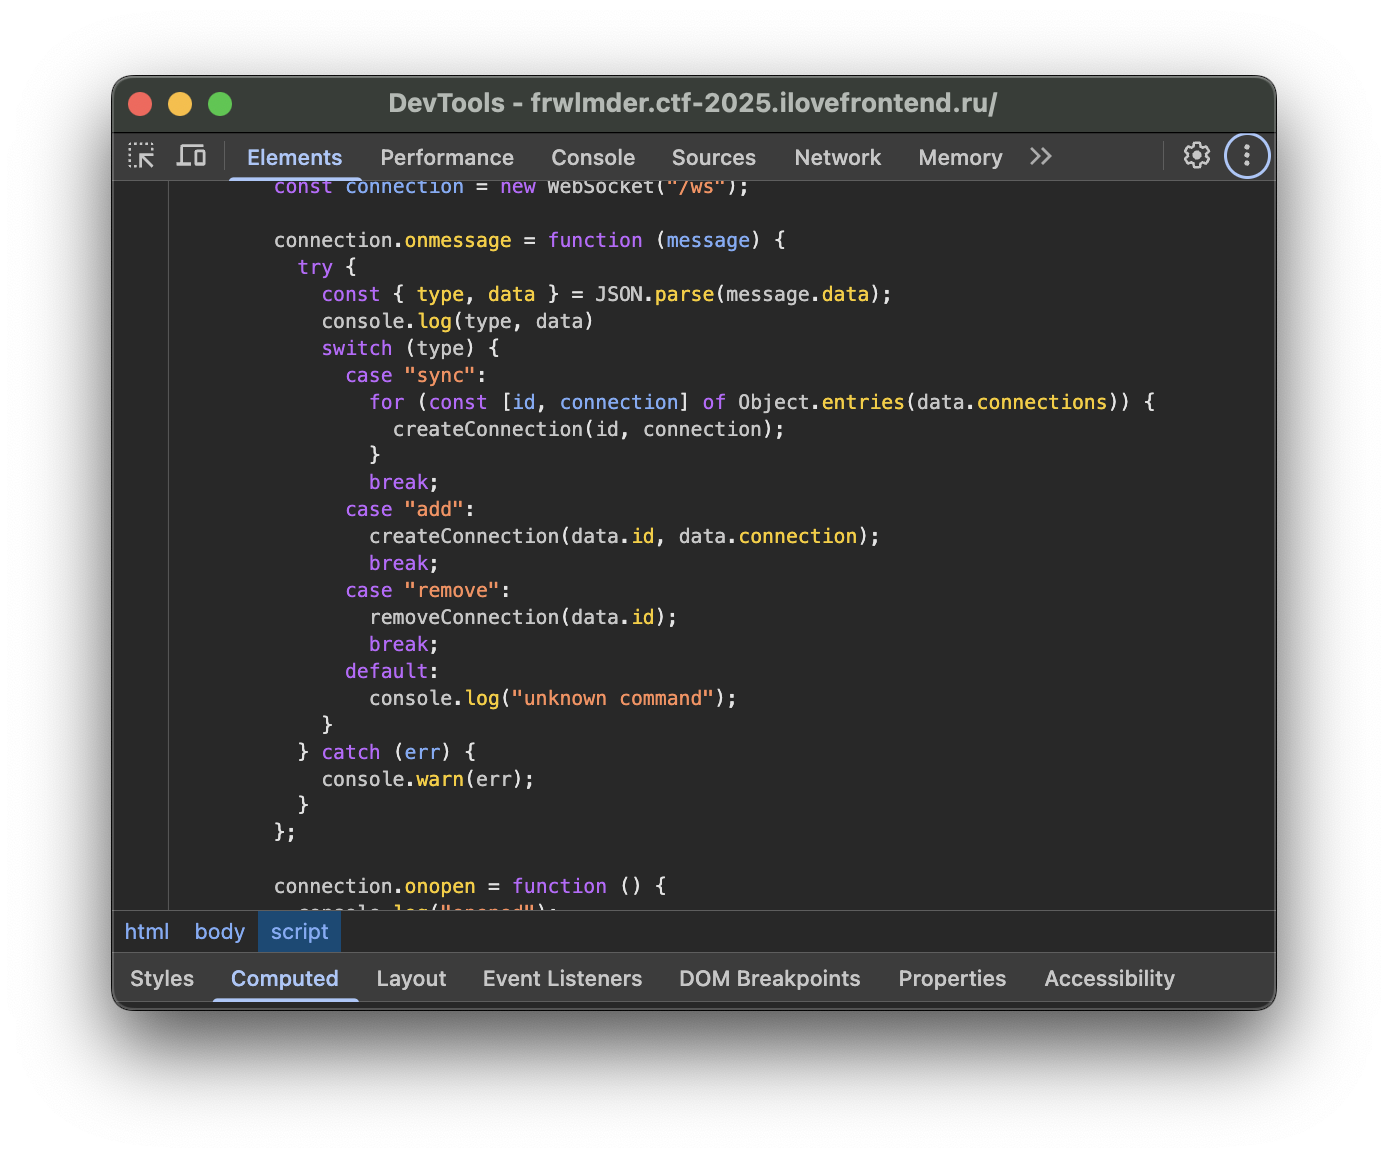 DevTools - frwlmder.ctf-2025.ilovefrontend.ru/
Elements Performance Console Sources Network Memory
const connection = new WebSocket("/ws");
connection.onmessage = function (message) {
try {
const { type, data } = JSON.parse(message.data);
console.log(type, data)
switch (type) {
case "sync":
for (const [id, connection] of Object.entries(data.connections)) {
createConnection(id, connection);
}
break;
case "add":
createConnection(data.id, data.connection);
break;
case "remove":
removeConnection(data.id);
break;
default:
console.log("unknown command");
}
} catch (err) {
console.warn(err);
}
};
connection.onopen = function () {
console.log("opened");
html body script
Styles Computed Layout Event Listeners DOM Breakpoints Properties Accessibility